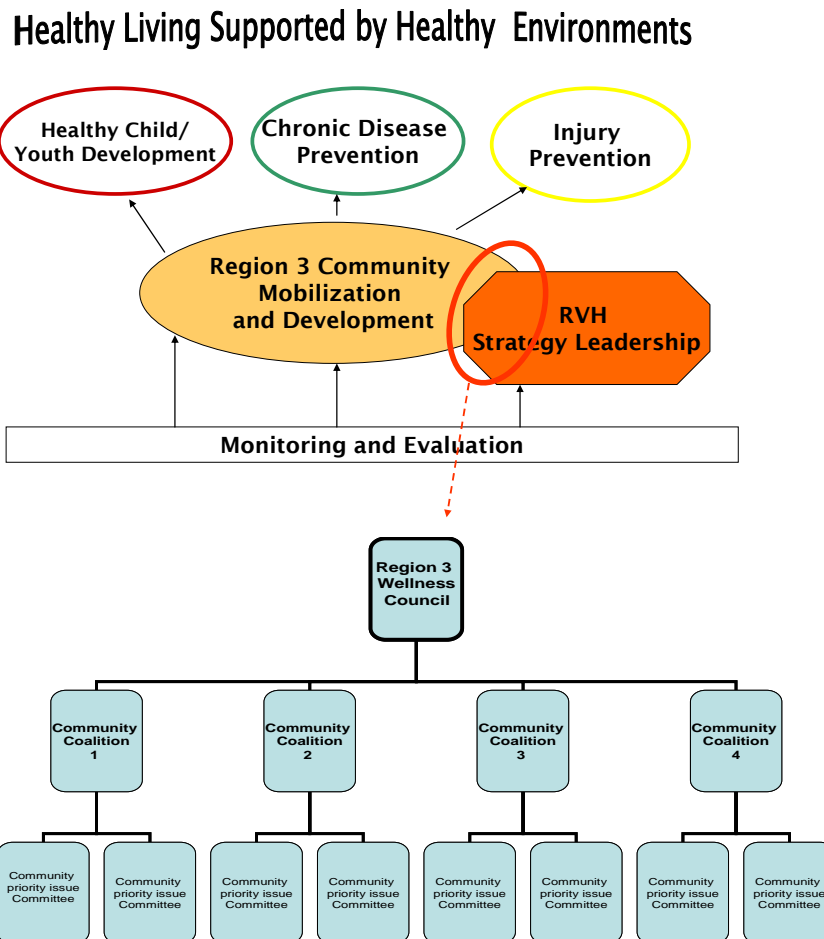 Healthy Living Supported by Healthy Environments
Healthy Child/
Youth Development
Chronic Disease
Prevention
Injury
Prevention
Region 3 Community
Mobilization
and Development
RVH
Strategy Leadership
Monitoring and Evaluation
Region 3
Wellness
Council
Community
Coalition
1
Community
Coalition
2
Community
Coalition
3
Community
Coalition
4
Community
priority issue
Committee
Community
priority issue
Committee
Community
priority issue
Committee
Community
priority issue
Committee
Community
priority issue
Committee
Community
priority issue
Committee
Community
priority issue
Committee
Community
priority issue
Committee